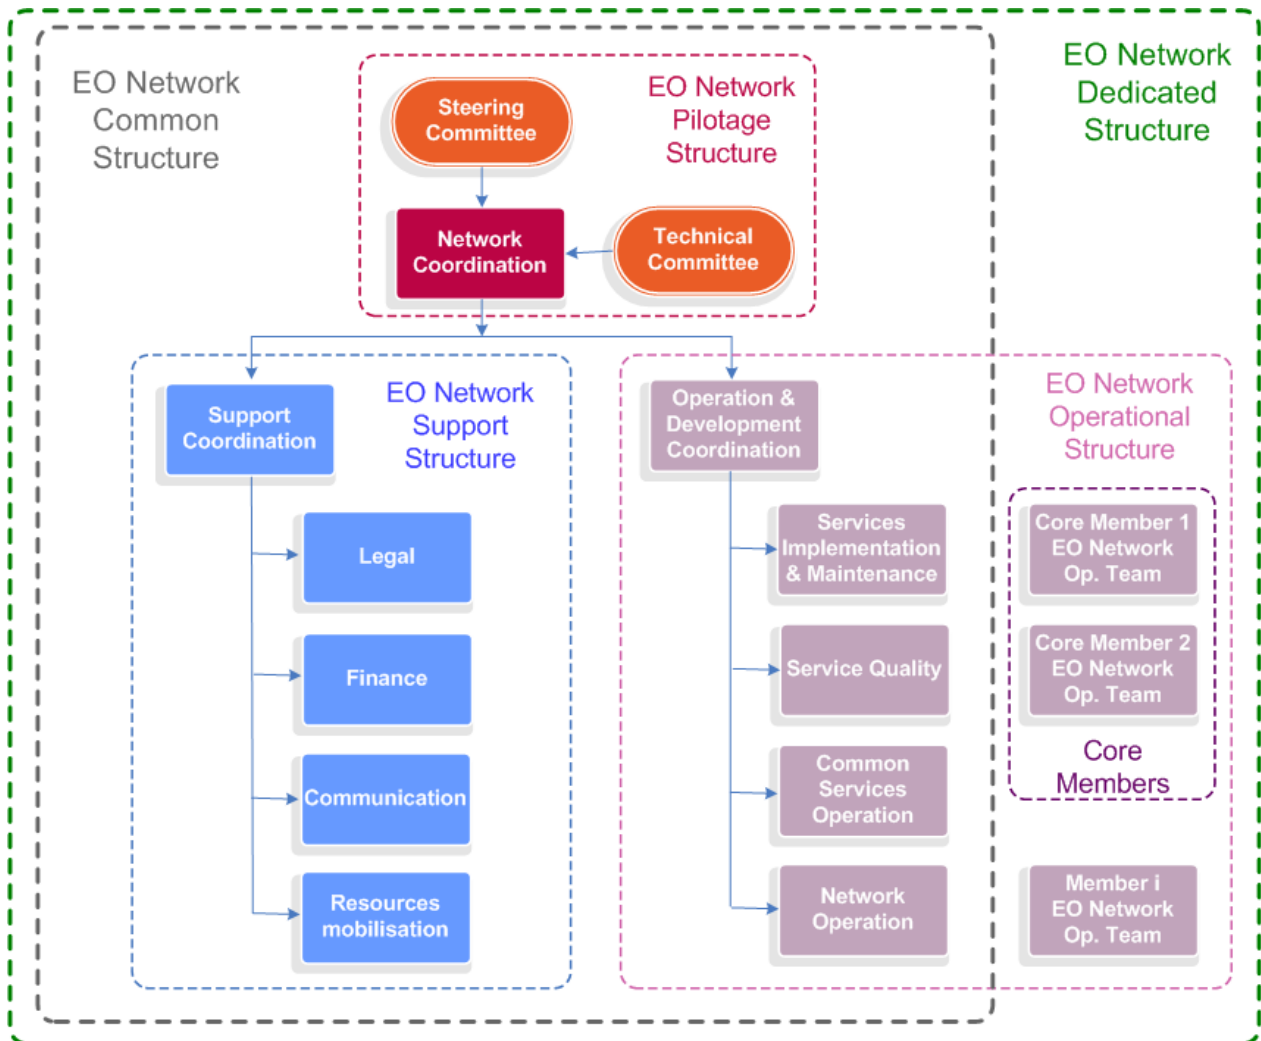 EO Network
Common
Structure
Steering
Committee
EO Network
Pilotage
Structure
EO Network
Dedicated
Structure
Network
Coordination
Technical
Committee
Support
Coordination
EO Network
Support
Structure
Legal
Finance
Communication
Resources
mobilisation
Operation &
Development
Coordination
EO Network
Operational
Structure
Services
Implementation
& Maintenance
Service Quality
Common
Services
Operation
Network
Operation
Core Member 1
EO Network
Op. Team
Core Member 2
EO Network
Op. Team
Core
Members
Member i
EO Network
Op. Team